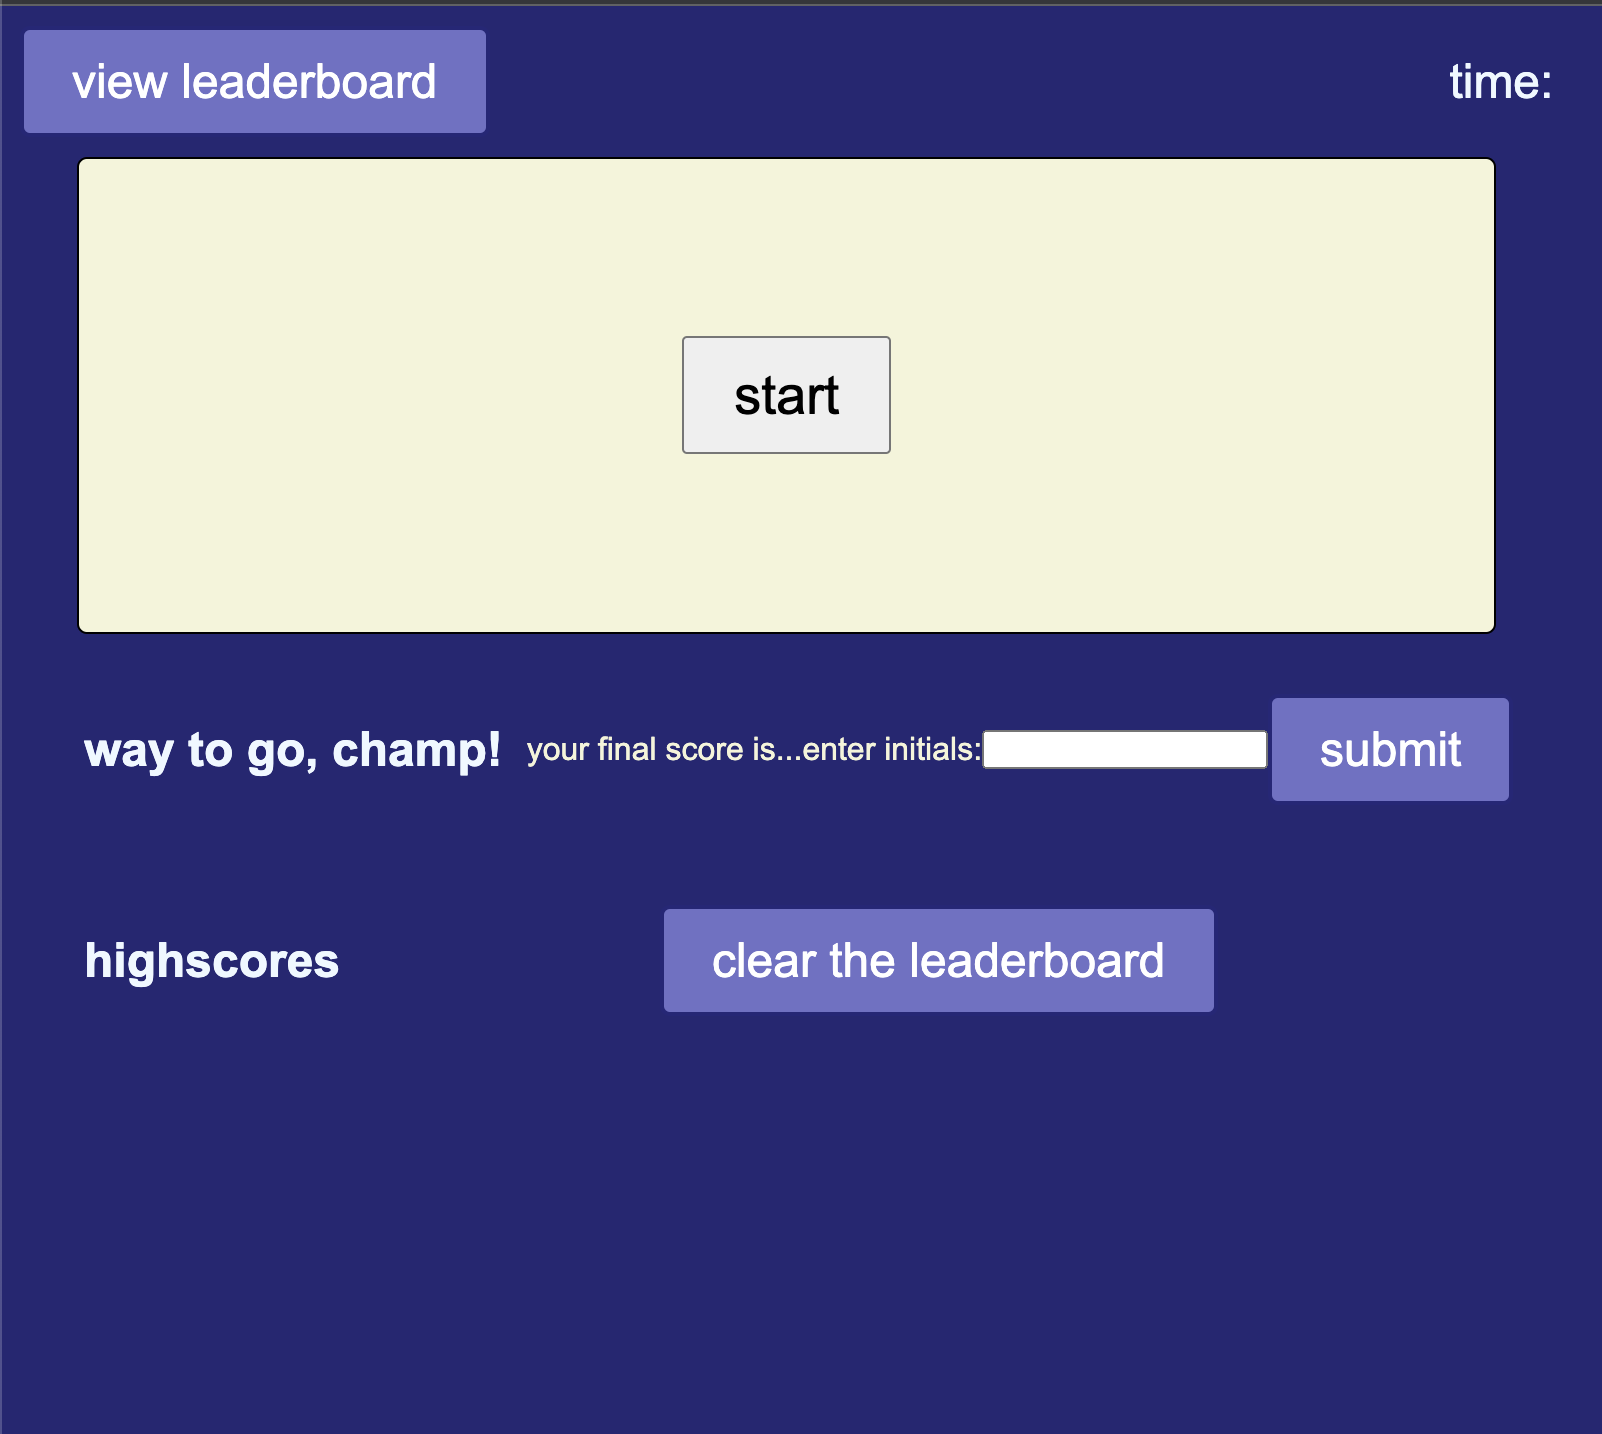 view leaderboard
time:
start
way to go, champ! your final score is...enter initials: submit
highscores clear the leaderboard